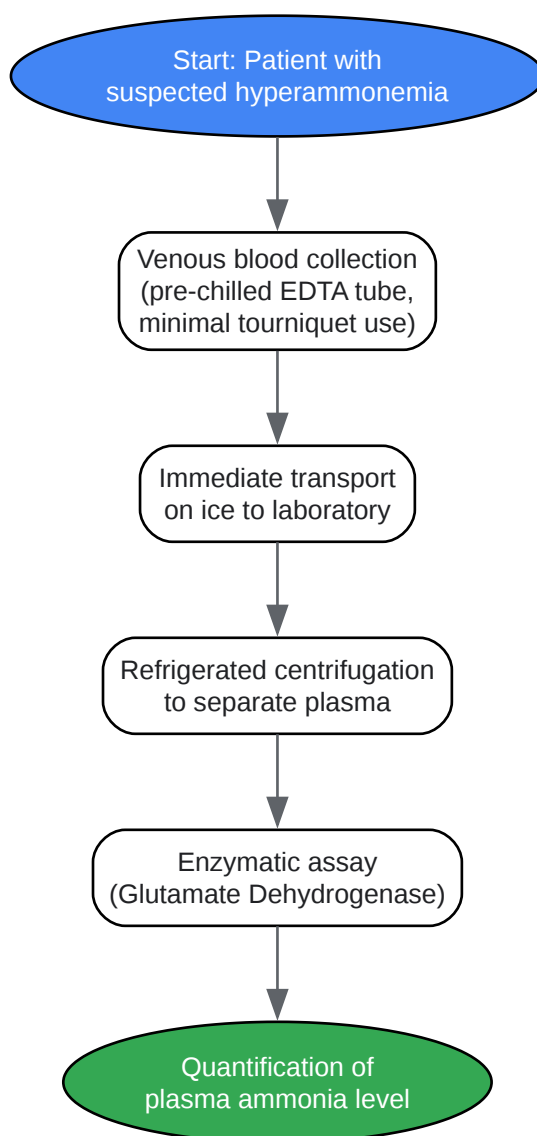 Start: Patient with
suspected hyperammonemia
Venous blood collection
(pre-chilled EDTA tube,
minimal tourniquet use)
Immediate transport
on ice to laboratory
Refrigerated centrifugation
to separate plasma
Enzymatic assay
(Glutamate Dehydrogenase)
Quantification of
plasma ammonia level